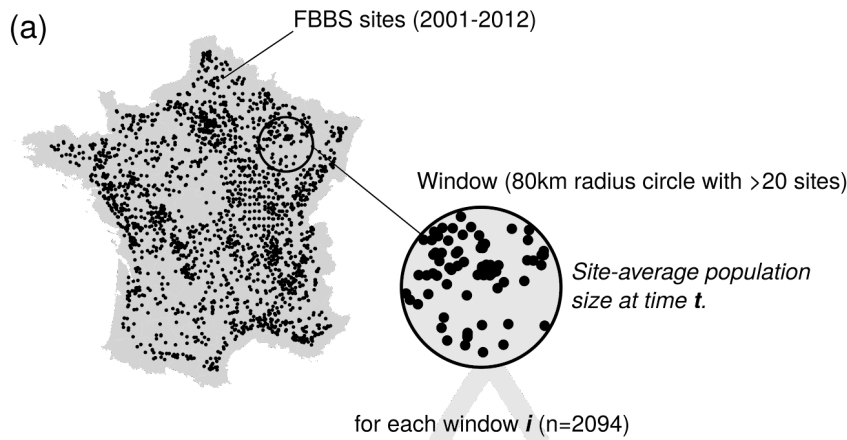 (a)
FBBS sites (2001-2012)
Window (80km radius circle with >20 sites)
Site-average population
size at time t.
for each window i (n=2094)